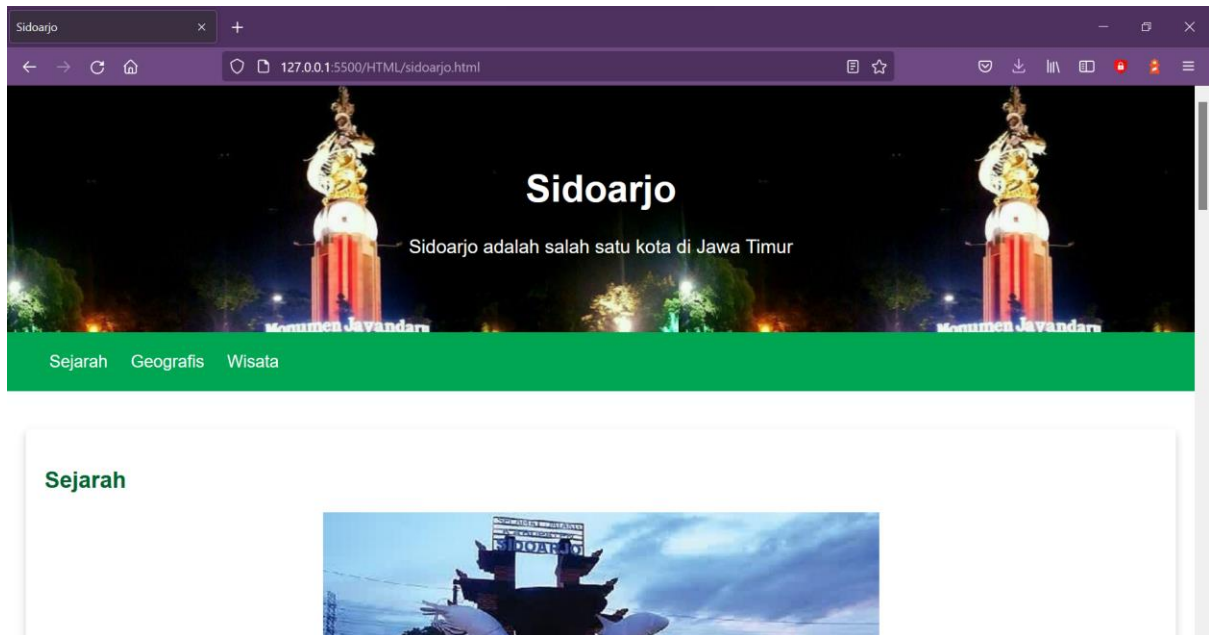 Sidoarjo
127.0.0.1:5500/HTML/sidoarjo.html
Sidoarjo
Sidoarjo adalah salah satu kota di Jawa Timur
Monumen Jayandaru
Monumen Jayandaru
Sejarah Geografis Wisata
Sejarah
SIDOARJO